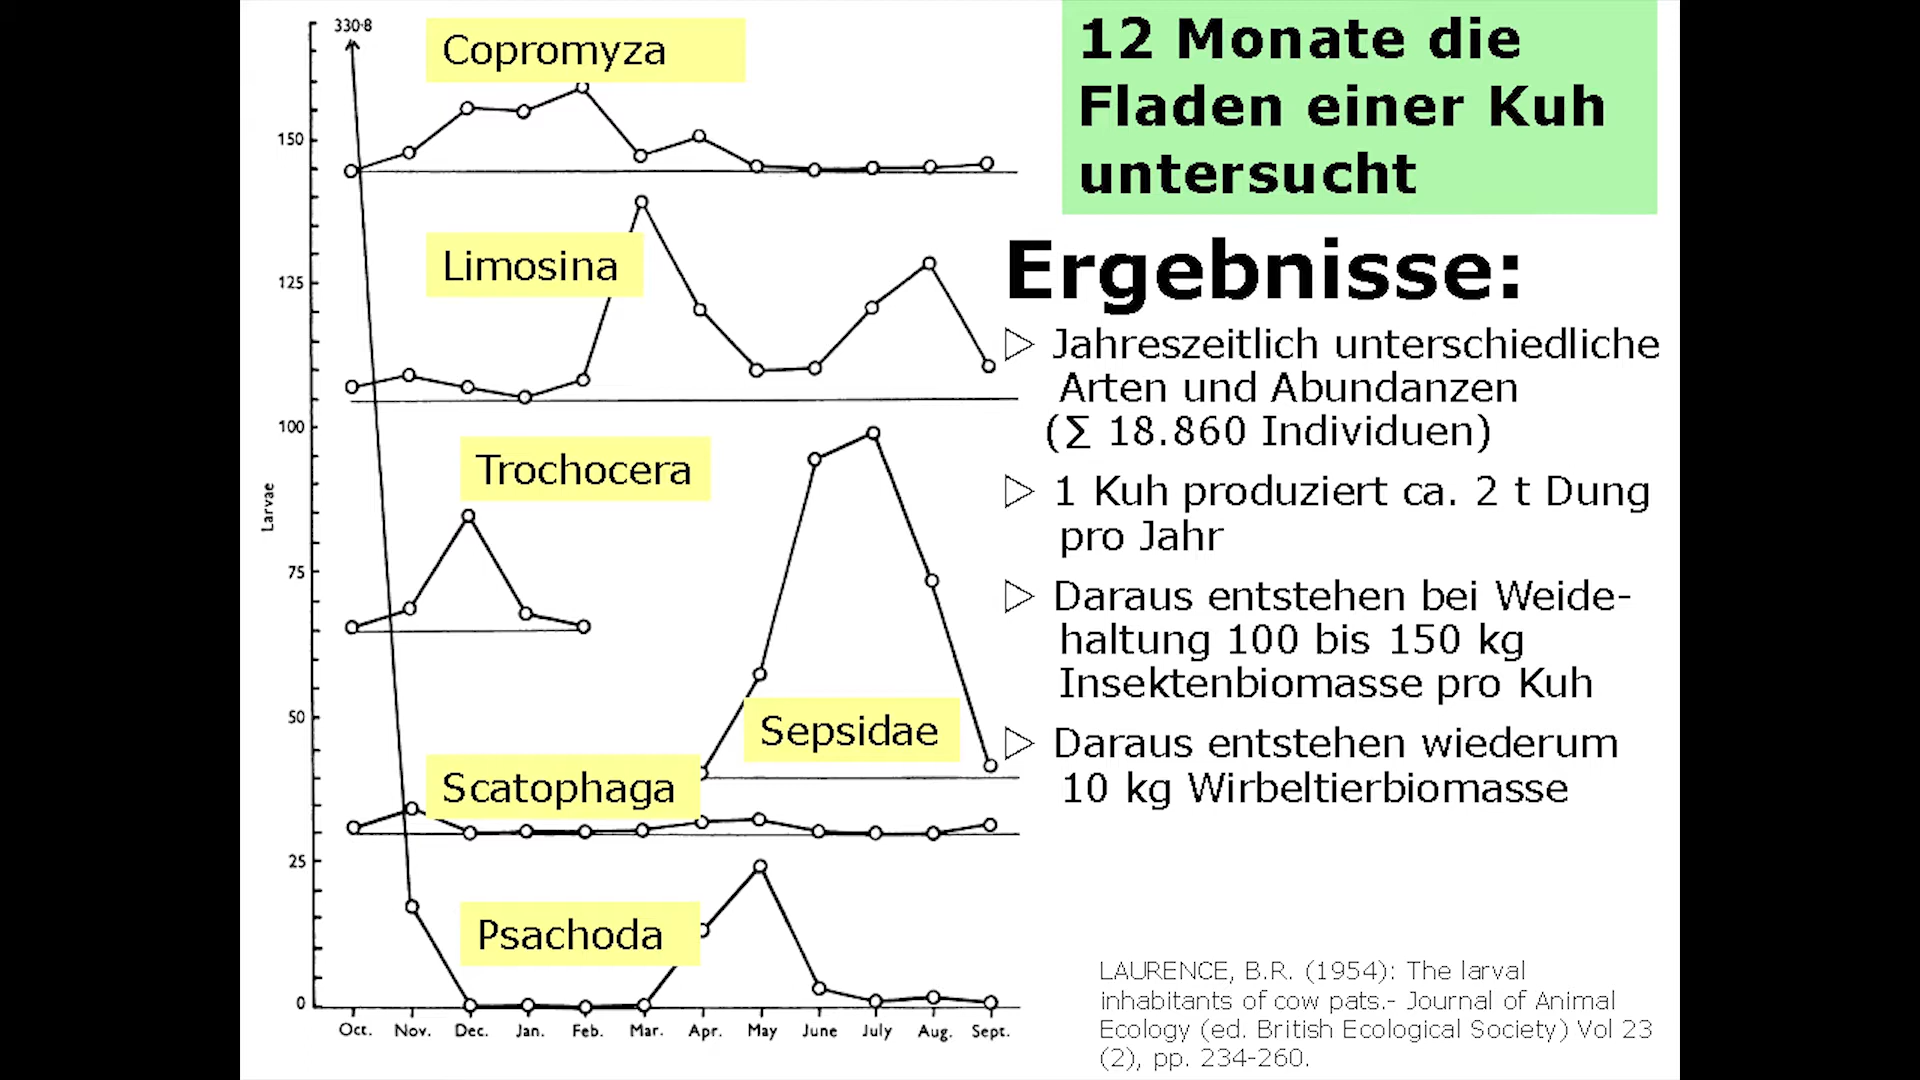 330·8
Copromyza
150
Limosina
125
100
Trochocera
Larvae
75
50
Sepsidae
Scatophaga
25
Psachoda
0
Oct. Nov. Dec. Jan. Feb. Mar. Apr. May June July Aug. Sept.
12 Monate die
Fladen einer Kuh
untersucht
Ergebnisse:
▷ Jahreszeitlich unterschiedliche
Arten und Abundanzen
(∑ 18.860 Individuen)
▷ 1 Kuh produziert ca. 2 t Dung
pro Jahr
▷ Daraus entstehen bei Weide-
haltung 100 bis 150 kg
Insektenbiomasse pro Kuh
▷ Daraus entstehen wiederum
10 kg Wirbeltierbiomasse
LAURENCE, B.R. (1954): The larval
inhabitants of cow pats.- Journal of Animal
Ecology (ed. British Ecological Society) Vol 23
(2), pp. 234-260.